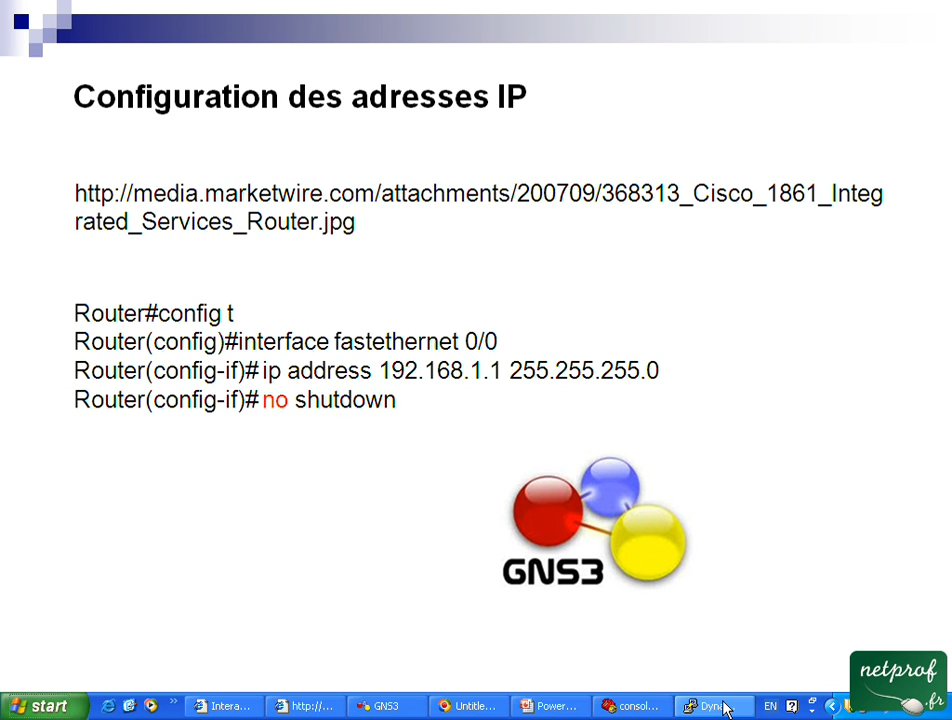 Configuration des adresses IP
http://media.marketwire.com/attachments/200709/368313_Cisco_1861_Integ
rated_Services_Router.jpg
Router#config t
Router(config)#interface fastethernet 0/0
Router(config-if)# ip address 192.168.1.1 255.255.255.0
Router(config-if)# no shutdown
GNS3
netprof
.fr
start
Intera...
http://...
GNS3
Untitle...
Power...
consol...
Dyna
EN